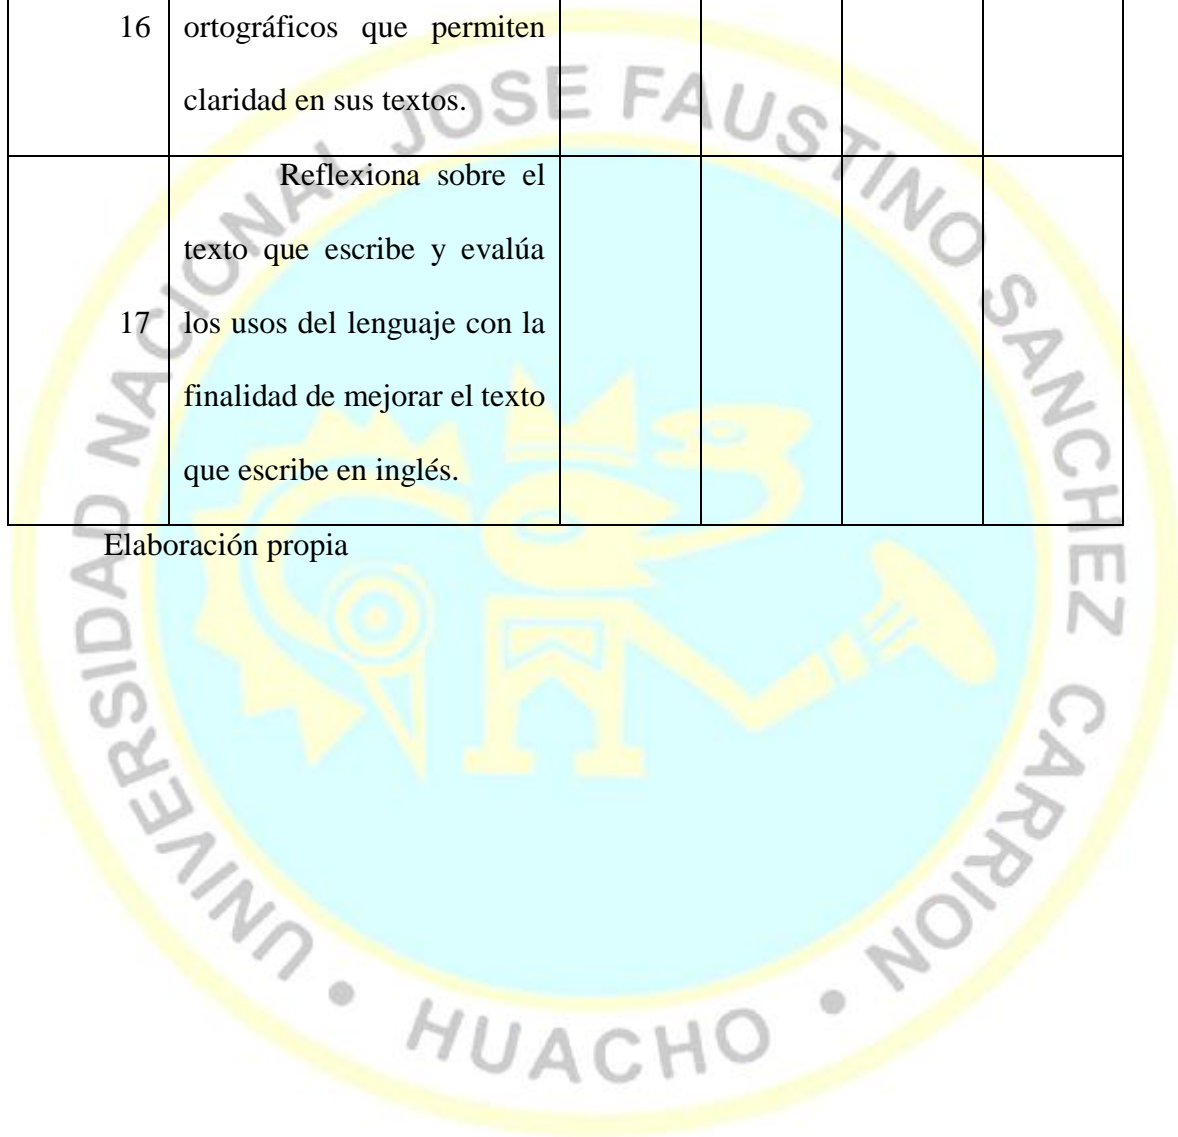 16 ortográficos que permiten
claridad en sus textos.
Reflexiona sobre el
texto que escribe y evalúa
17 los usos del lenguaje con la
finalidad de mejorar el texto
que escribe en inglés.
Elaboración propia
UNIVERSIDAD NACIONAL JOSE FAUSTINO SANCHEZ CARRION • HUACHO •